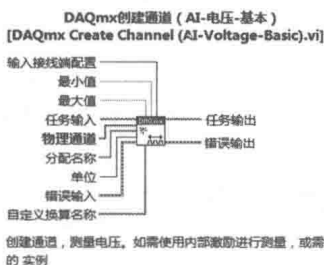 DAQmx创建通道（AI-电压-基本）
[DAQmx Create Channel (AI-Voltage-Basic).vi]
输入接线端配置
最小值
最大值
任务输入
任务输出
物理通道
错误输出
分配名称
单位
错误输入
自定义换算名称
创建通道，测量电压。如需使用内部激励进行测量，或需
的 实例